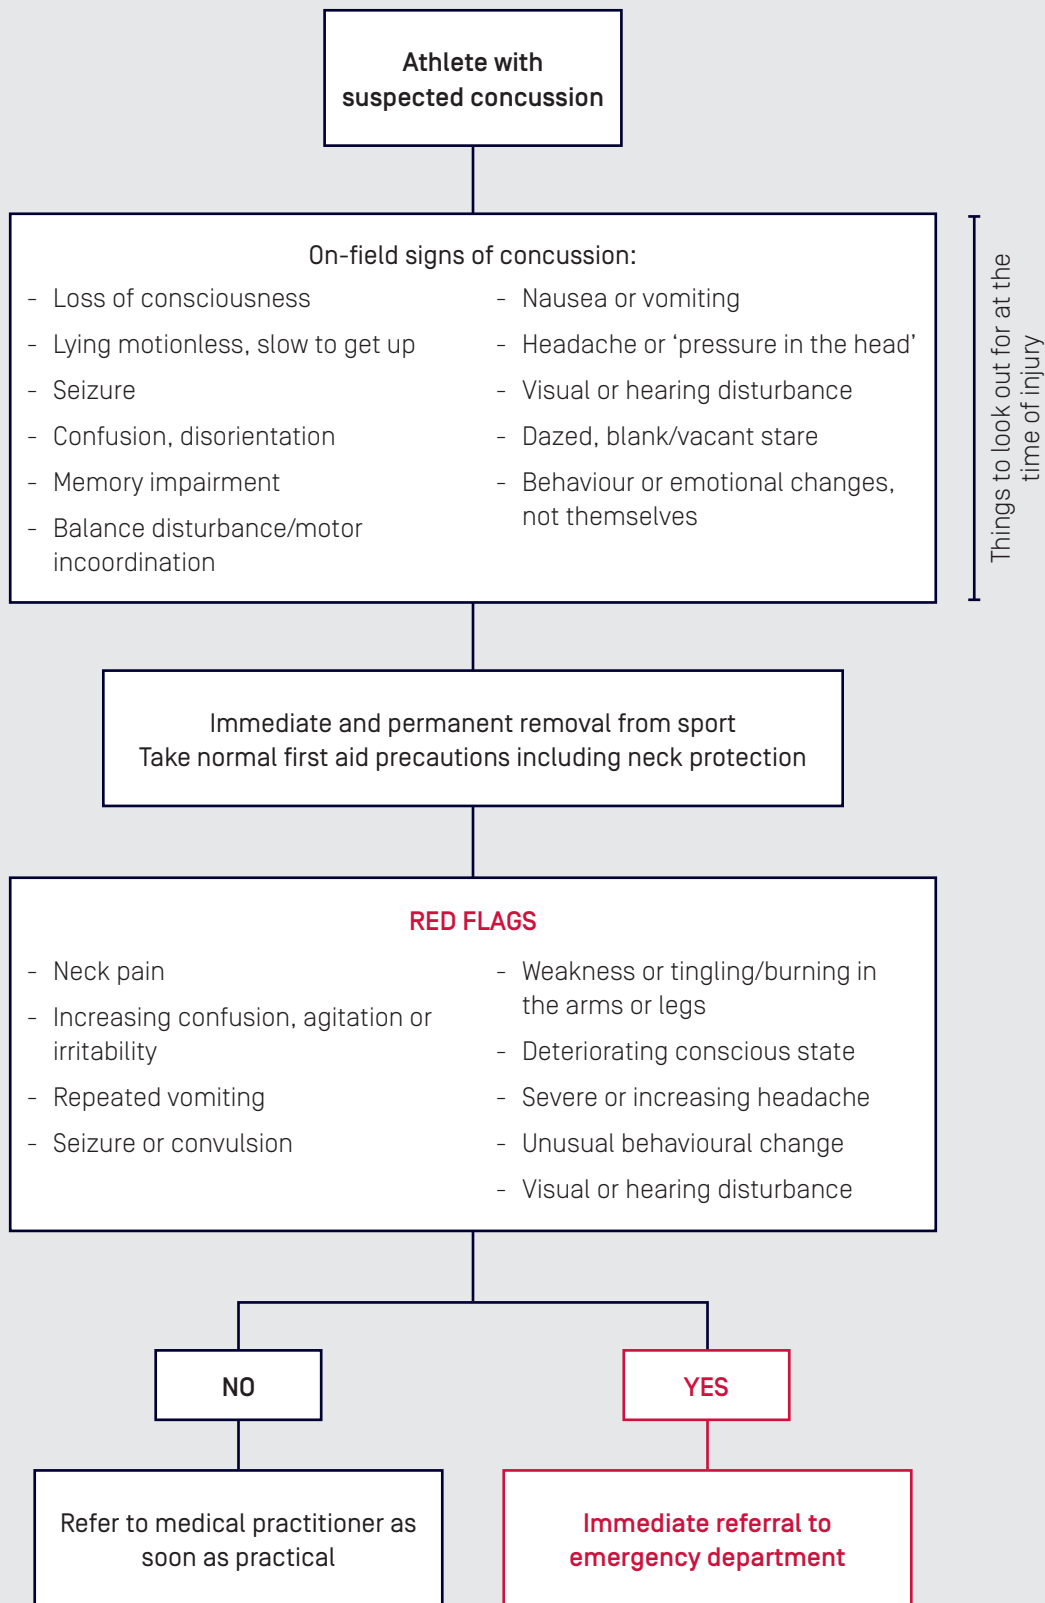 Athlete with
suspected concussion
On-field signs of concussion:
- Loss of consciousness
- Lying motionless, slow to get up
- Seizure
- Confusion, disorientation
- Memory impairment
- Balance disturbance/motor
incoordination
- Nausea or vomiting
- Headache or ‘pressure in the head’
- Visual or hearing disturbance
- Dazed, blank/vacant stare
- Behaviour or emotional changes,
not themselves
Things to look out for at the
time of injury
Immediate and permanent removal from sport
Take normal first aid precautions including neck protection
RED FLAGS
- Neck pain
- Increasing confusion, agitation or
irritability
- Repeated vomiting
- Seizure or convulsion
- Weakness or tingling/burning in
the arms or legs
- Deteriorating conscious state
- Severe or increasing headache
- Unusual behavioural change
- Visual or hearing disturbance
NO
YES
Refer to medical practitioner as
soon as practical
Immediate referral to
emergency department